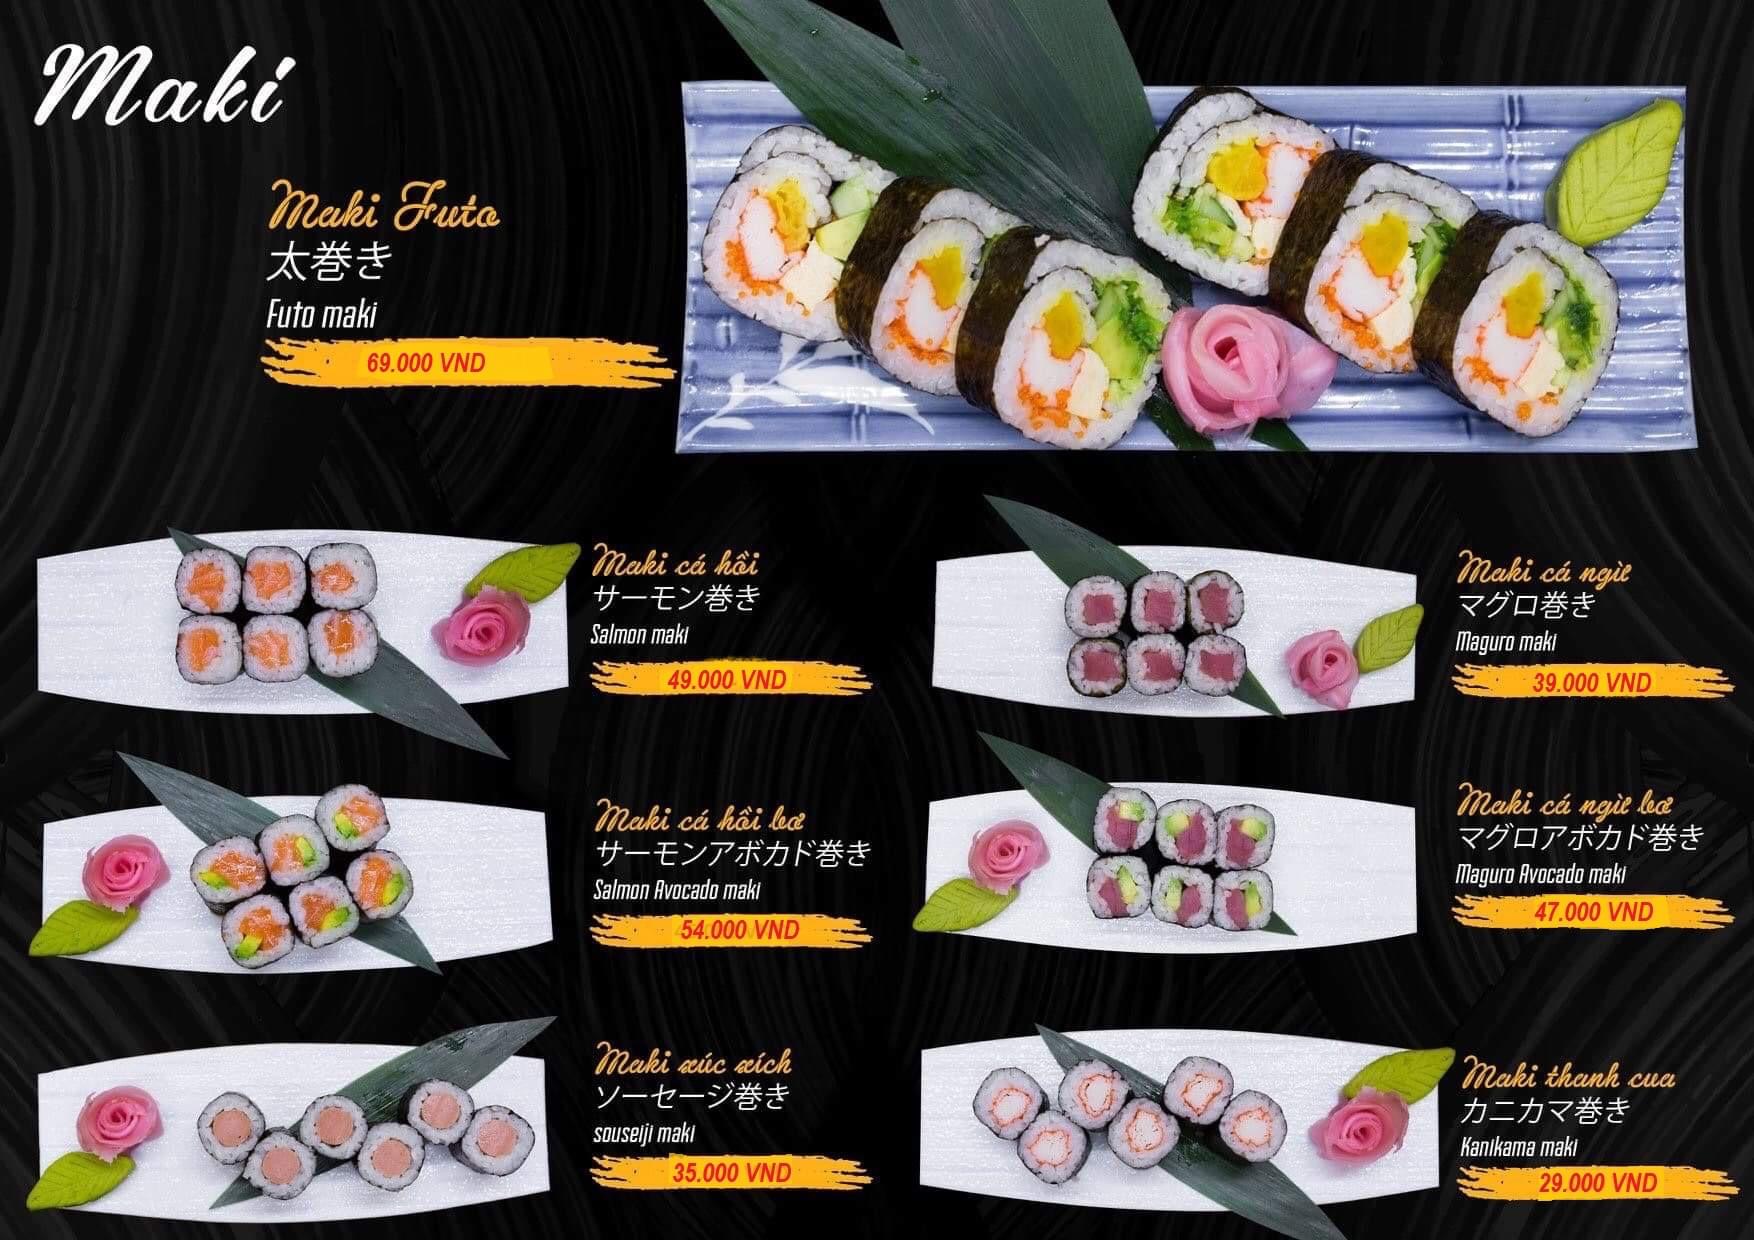 Maki
Maki Futo
太巻き
Futo maki
69.000 VND
Maki cá hồi
サーモン巻き
Salmon maki
49.000 VND
Maki cá ngừ
マグロ巻き
Maguro maki
39.000 VND
Maki cá hồi bơ
サーモンアボカド巻き
Salmon Avocado maki
54.000 VND
Maki cá ngừ bơ
マグロアボカド巻き
Maguro Avocado maki
47.000 VND
Maki xúc xích
ソーセージ巻き
souseiji maki
35.000 VND
Maki thanh cua
カニカマ巻き
Kanikama maki
29.000 VND